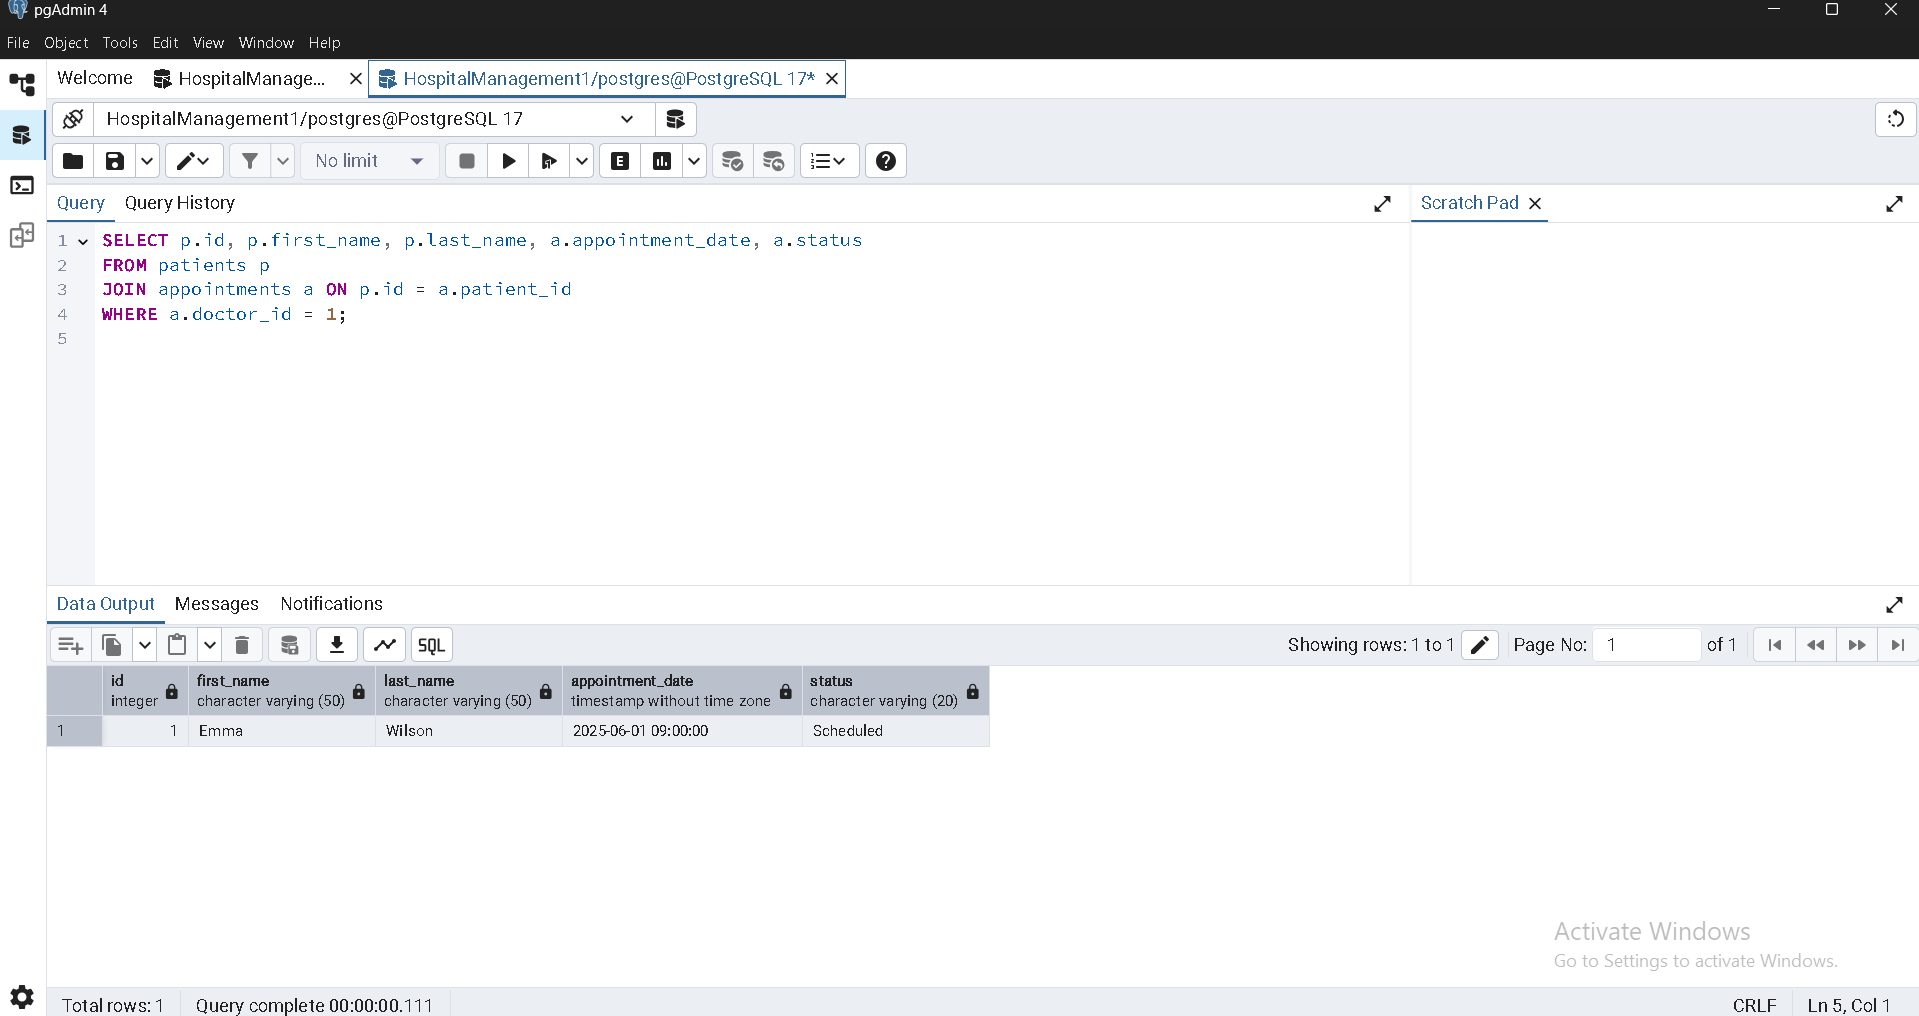 pgAdmin 4
File Object Tools Edit View Window Help
Welcome HospitalManage... HospitalManagement1/postgres@PostgreSQL 17*
HospitalManagement1/postgres@PostgreSQL 17
No limit
Query Query History Scratch Pad
1 SELECT p.id, p.first_name, p.last_name, a.appointment_date, a.status
2 FROM patients p
3 JOIN appointments a ON p.id = a.patient_id
4 WHERE a.doctor_id = 1;
5
Data Output Messages Notifications
SQL Showing rows: 1 to 1 Page No: 1 of 1
id first_name last_name appointment_date status
integer character varying (50) character varying (50) timestamp without time zone character varying (20)
1 1 Emma Wilson 2025-06-01 09:00:00 Scheduled
Activate Windows
Go to Settings to activate Windows.
Total rows: 1 Query complete 00:00:00.111 CRLF Ln 5, Col 1